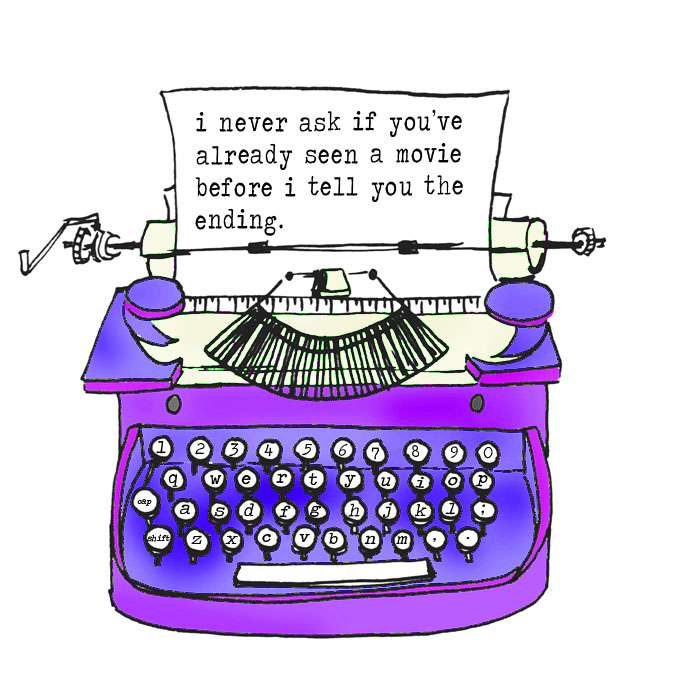 i never ask if you've
already seen a movie
before i tell you the
ending.
1 2 3 4 5 6 7 8 9 0
q w e r t y u i o p
cap a s d f g h j k l ;
shift z x c v b n m , .